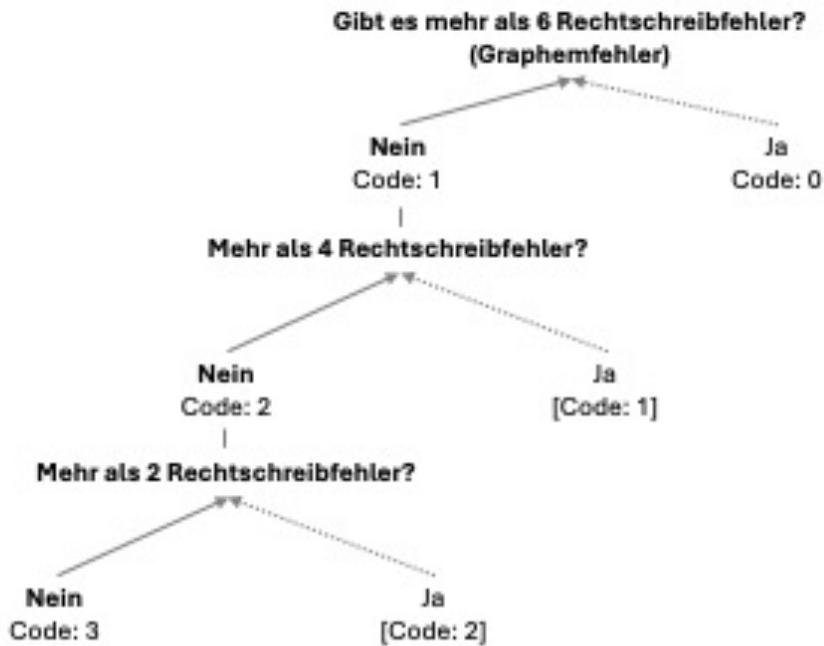 Gibt es mehr als 6 Rechtschreibfehler?
(Graphemfehler)
Nein
Code: 1
Ja
Code: 0
Mehr als 4 Rechtschreibfehler?
Nein
Code: 2
Ja
[Code: 1]
Mehr als 2 Rechtschreibfehler?
Nein
Code: 3
Ja
[Code: 2]